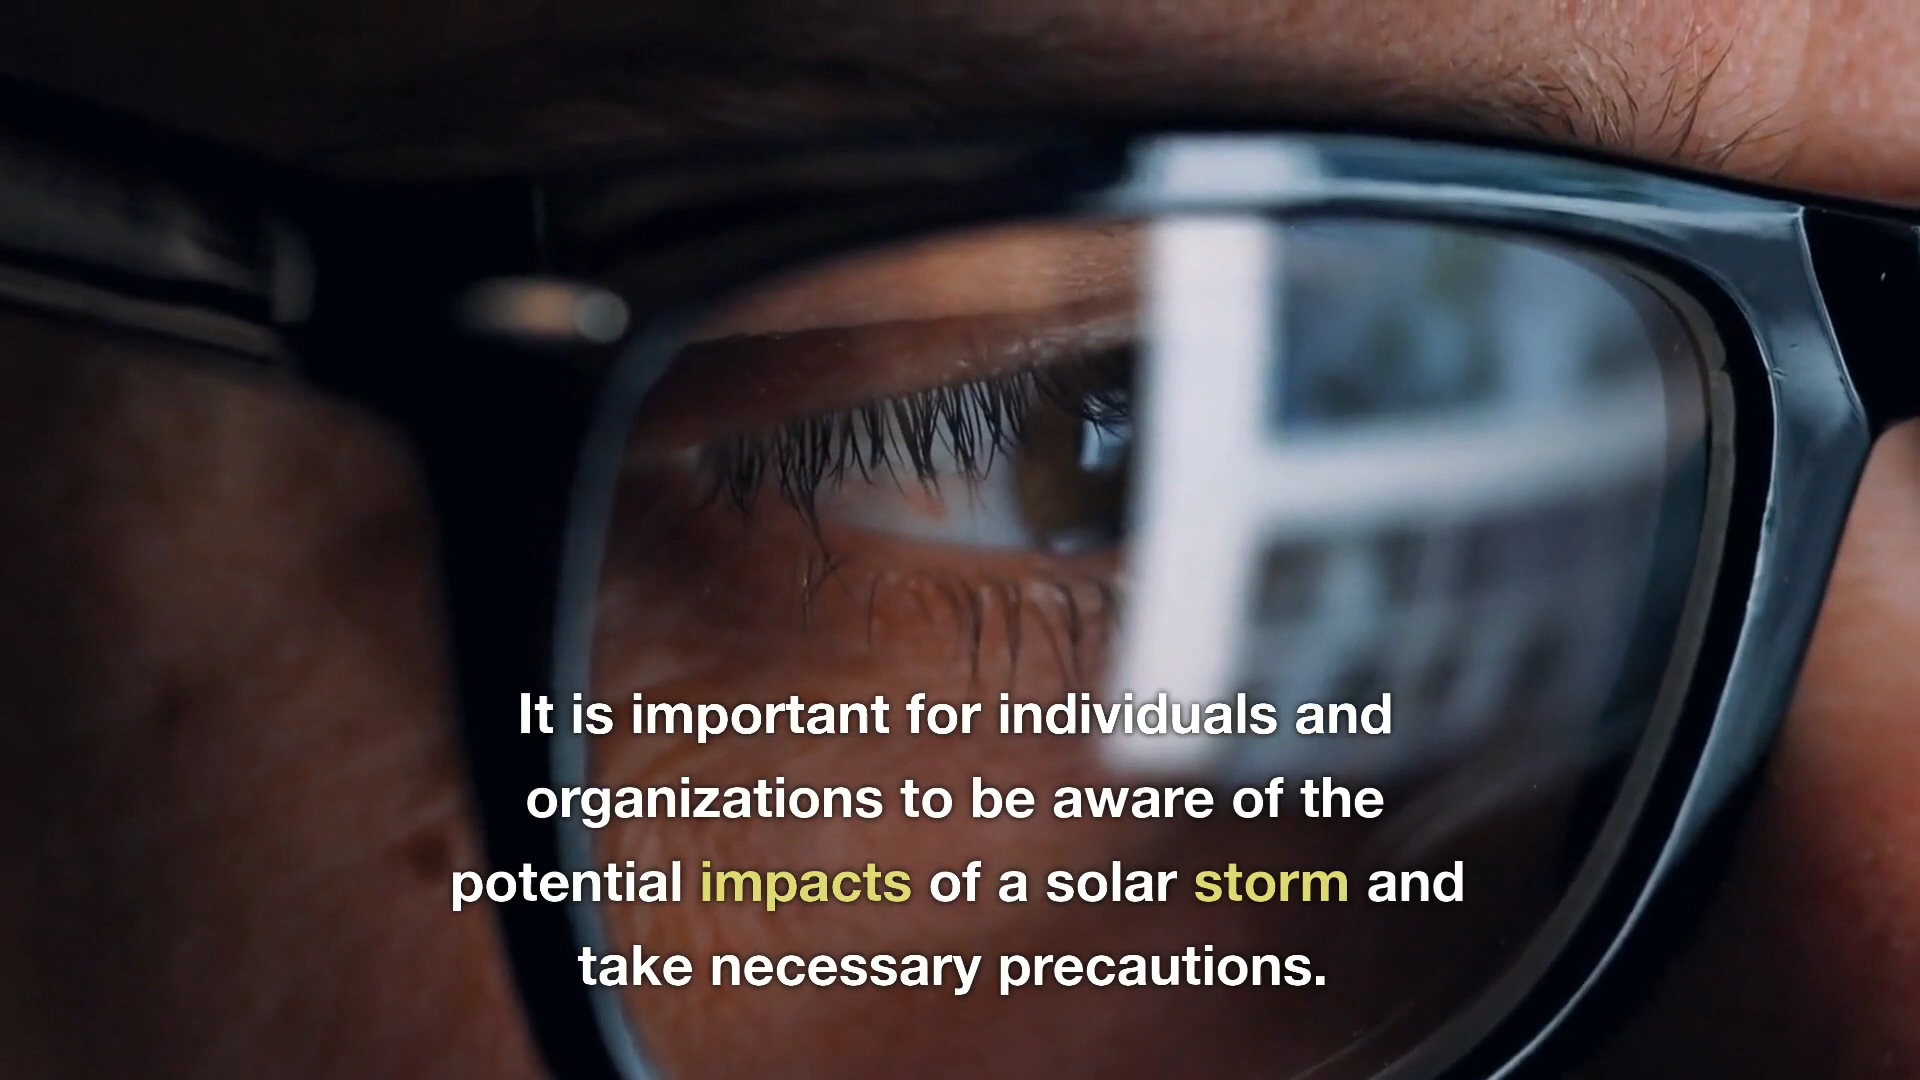 It is important for individuals and
organizations to be aware of the
potential impacts of a solar storm and
take necessary precautions.